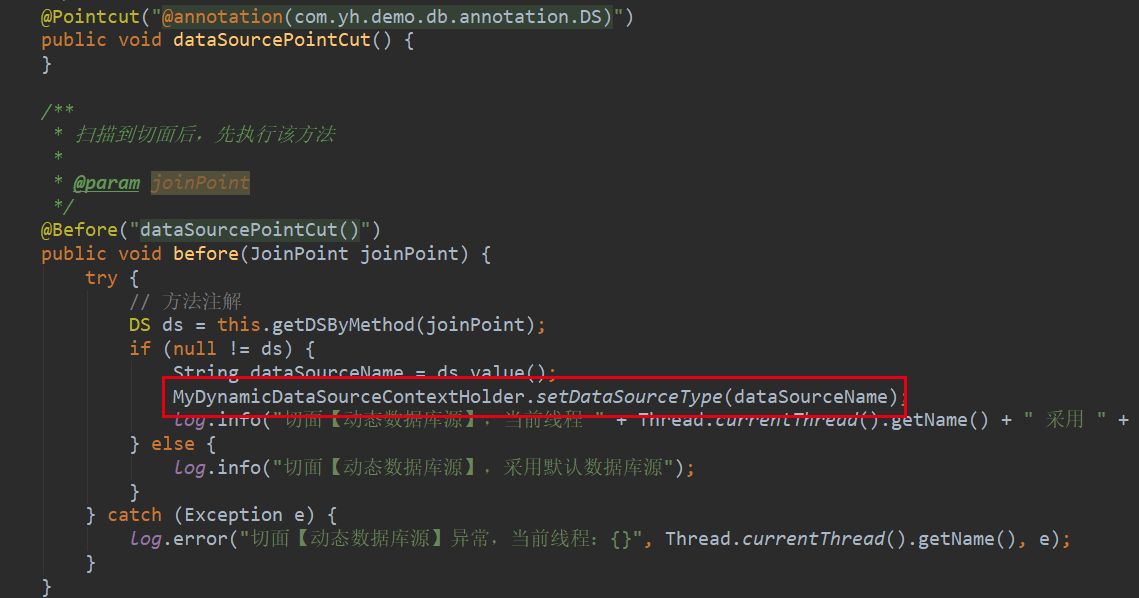 @Pointcut("@annotation(com.yh.demo.db.annotation.DS)")
public void dataSourcePointCut() {
}
/**
* 扫描到切面后，先执行该方法
*
* @param joinPoint
*/
@Before("dataSourcePointCut()")
public void before(JoinPoint joinPoint) {
try {
// 方法注解
DS ds = this.getDSByMethod(joinPoint);
if (null != ds) {
String dataSourceName = ds.value();
MyDynamicDataSourceContextHolder.setDataSourceType(dataSourceName);
log.info("切面【动态数据库源】，当前线程 " + Thread.currentThread().getName() + " 采用 " +
} else {
log.info("切面【动态数据库源】，采用默认数据库源");
}
} catch (Exception e) {
log.error("切面【动态数据库源】异常，当前线程：{}", Thread.currentThread().getName(), e);
}
}